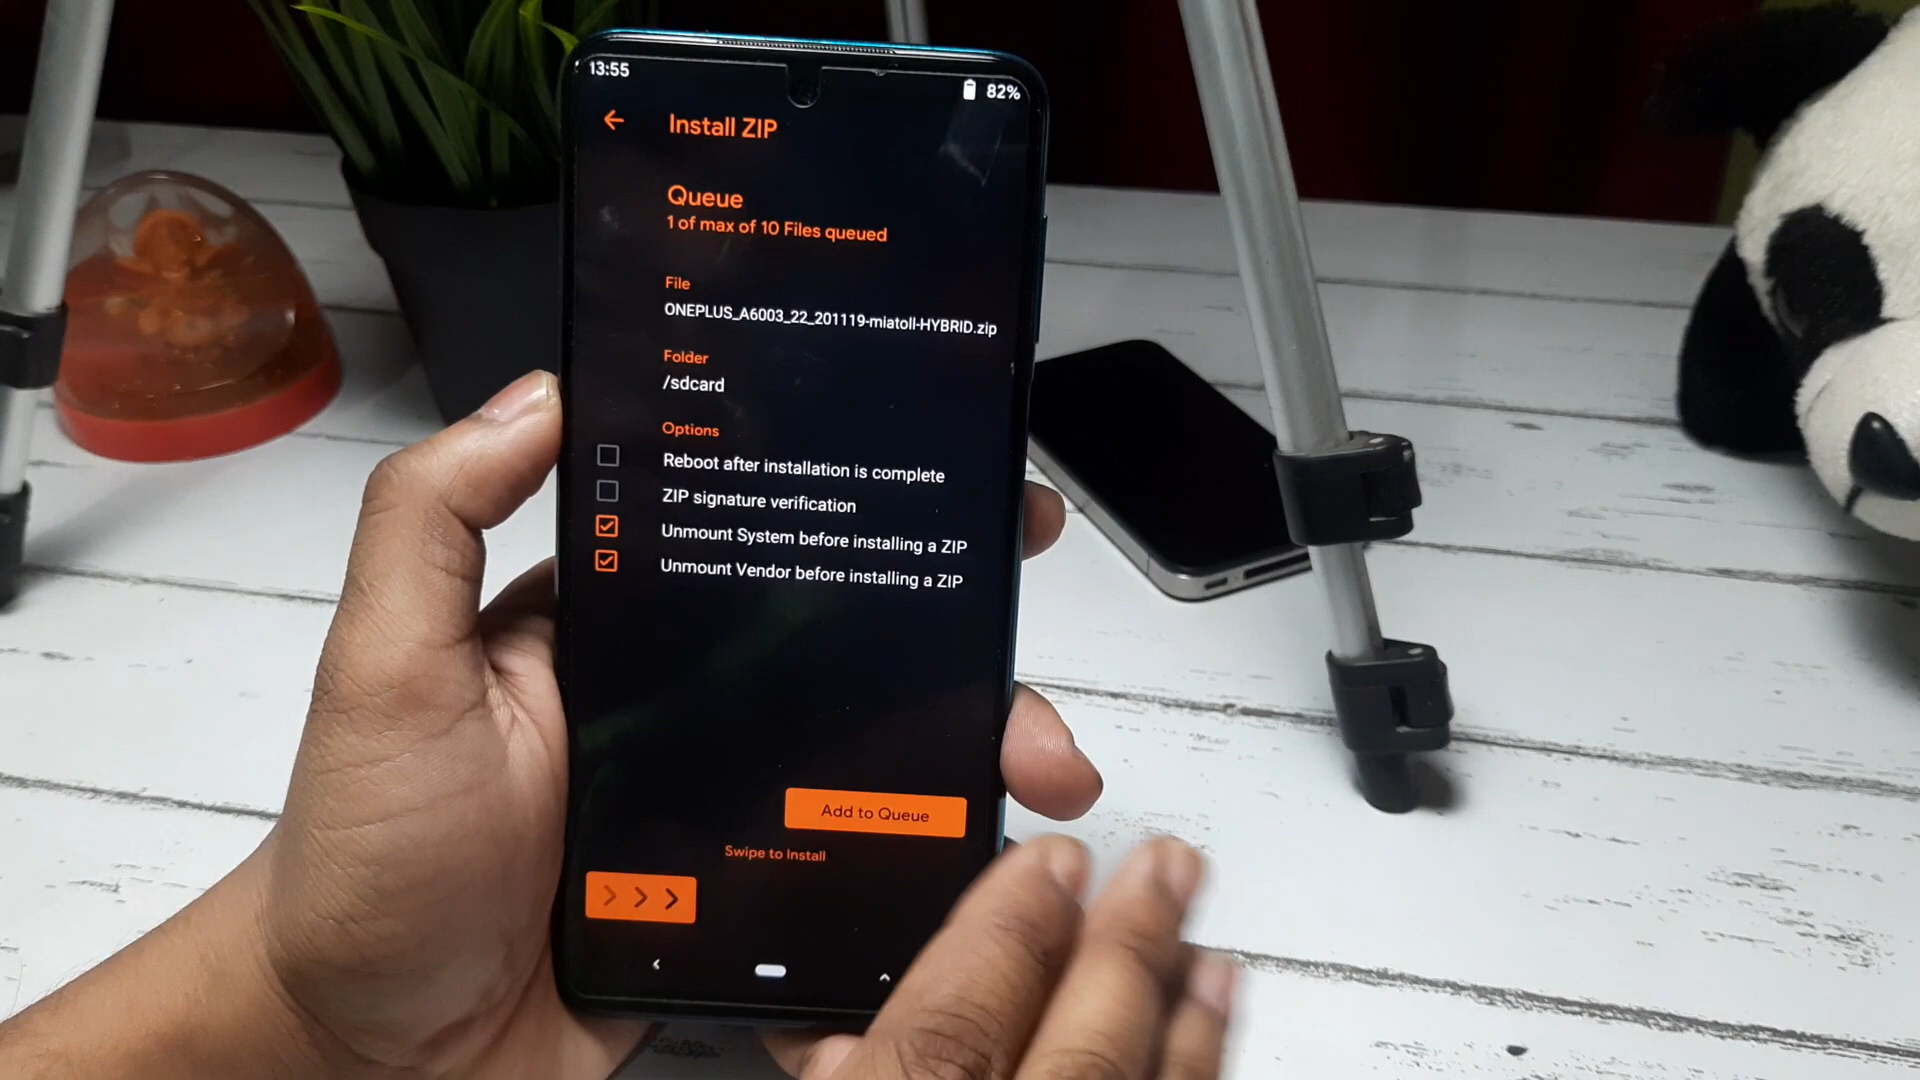 13:55
82%
Install ZIP
Queue
1 of max of 10 Files queued
File
ONEPLUS_A6003_22_201119-miatoll-HYBRID.zip
Folder
/sdcard
Options
Reboot after installation is complete
ZIP signature verification
Unmount System before installing a ZIP
Unmount Vendor before installing a ZIP
Add to Queue
Swipe to Install